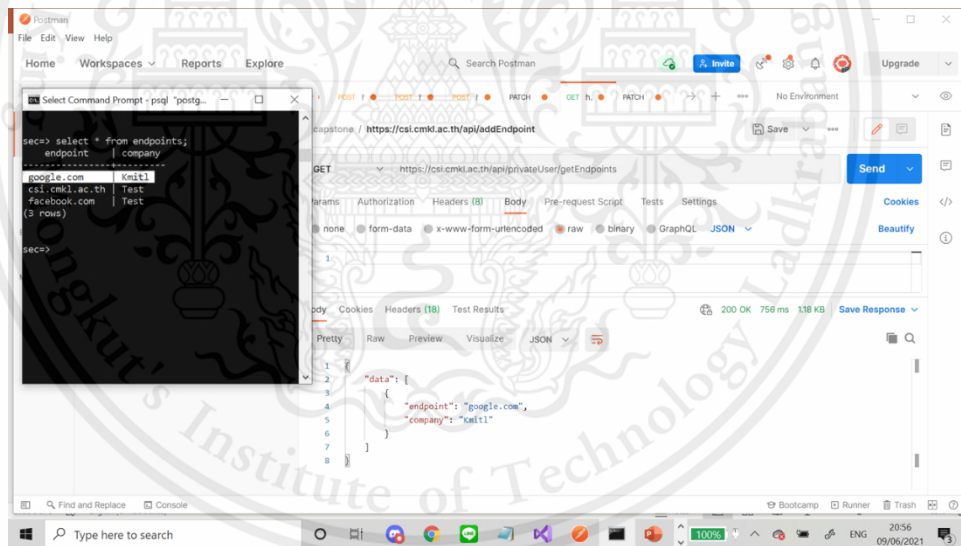 Postman
File Edit View Help
Home Workspaces Reports Explore
Search Postman
Invite
Upgrade
POST POST POST PATCH GET h. PATCH
No Environment
Select Command Prompt - psql "postg...
capstone / https://csi.cmkl.ac.th/api/addEndpoint
Save
sec=> select * from endpoints;
endpoint | company
google.com | Kmitl
csi.cmkl.ac.th | Test
facebook.com | Test
(3 rows)
sec=>
GET https://csi.cmkl.ac.th/api/privateUser/getEndpoints
Send
Params Authorization Headers (8) Body Pre-request Script Tests Settings
Cookies
none form-data x-www-form-urlencoded raw binary GraphQL JSON
Beautify
1
Body Cookies Headers (18) Test Results
200 OK 756 ms 1.18 KB Save Response
Pretty Raw Preview Visualize JSON
1 {
2 "data": [
3 {
4 "endpoint": "google.com",
5 "company": "Kmitl"
6 }
7 ]
8 }
Find and Replace Console
Bootcamp Runner Trash
Type here to search
100%
ENG
20:56
09/06/2021
3
Institute of Technology Ladkrabang